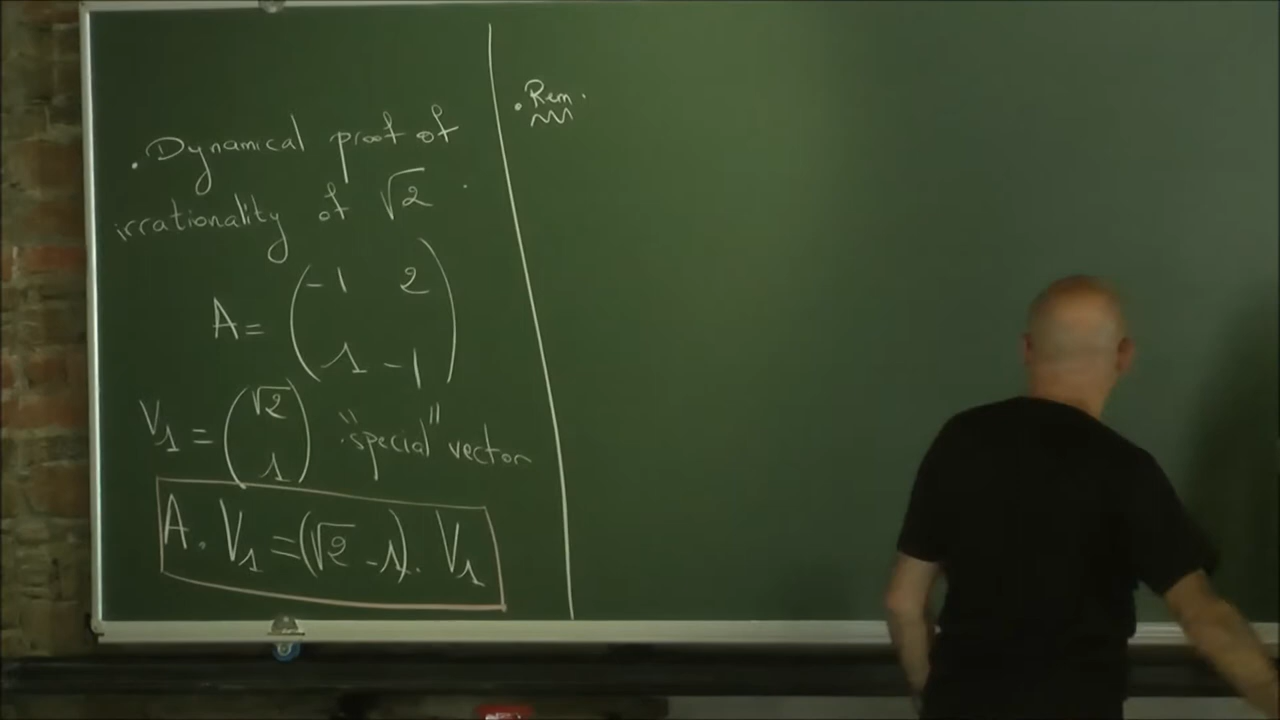 . Dynamical proof of
irrationality of √2 .
A = (-1 2
1 -1)
V₁ = (√2
1) "special" vector
A . V₁ = (√2 - 1) . V₁
. Rem .